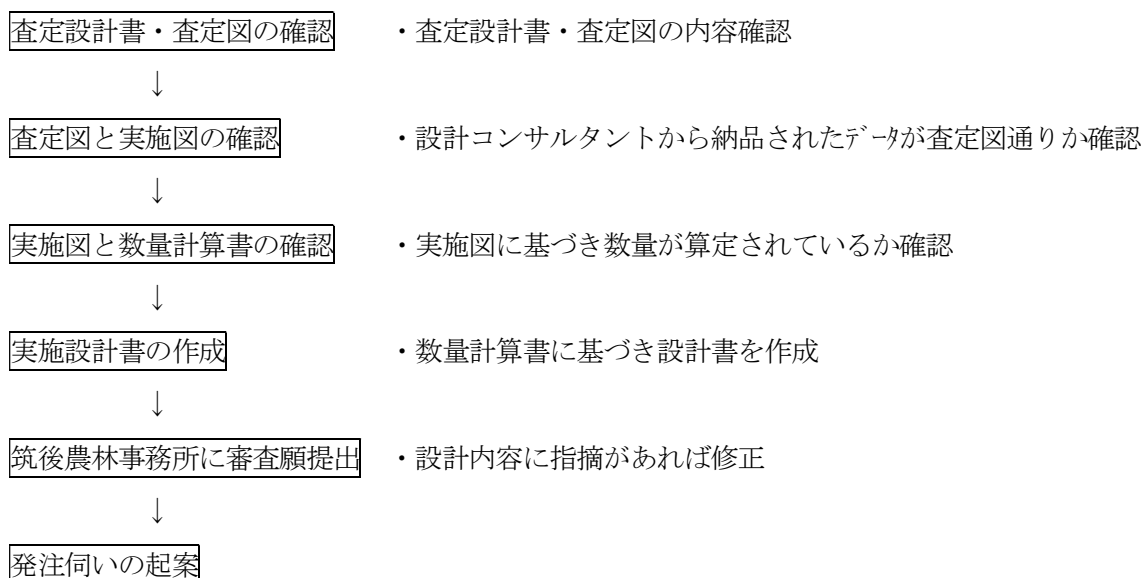 査定設計書・査定図の確認 ・査定設計書・査定図の内容確認
↓
査定図と実施図の確認 ・設計コンサルタントから納品されたﾃﾞｰﾀが査定図通りか確認
↓
実施図と数量計算書の確認 ・実施図に基づき数量が算定されているか確認
↓
実施設計書の作成 ・数量計算書に基づき設計書を作成
↓
筑後農林事務所に審査願提出 ・設計内容に指摘があれば修正
↓
発注伺いの起案